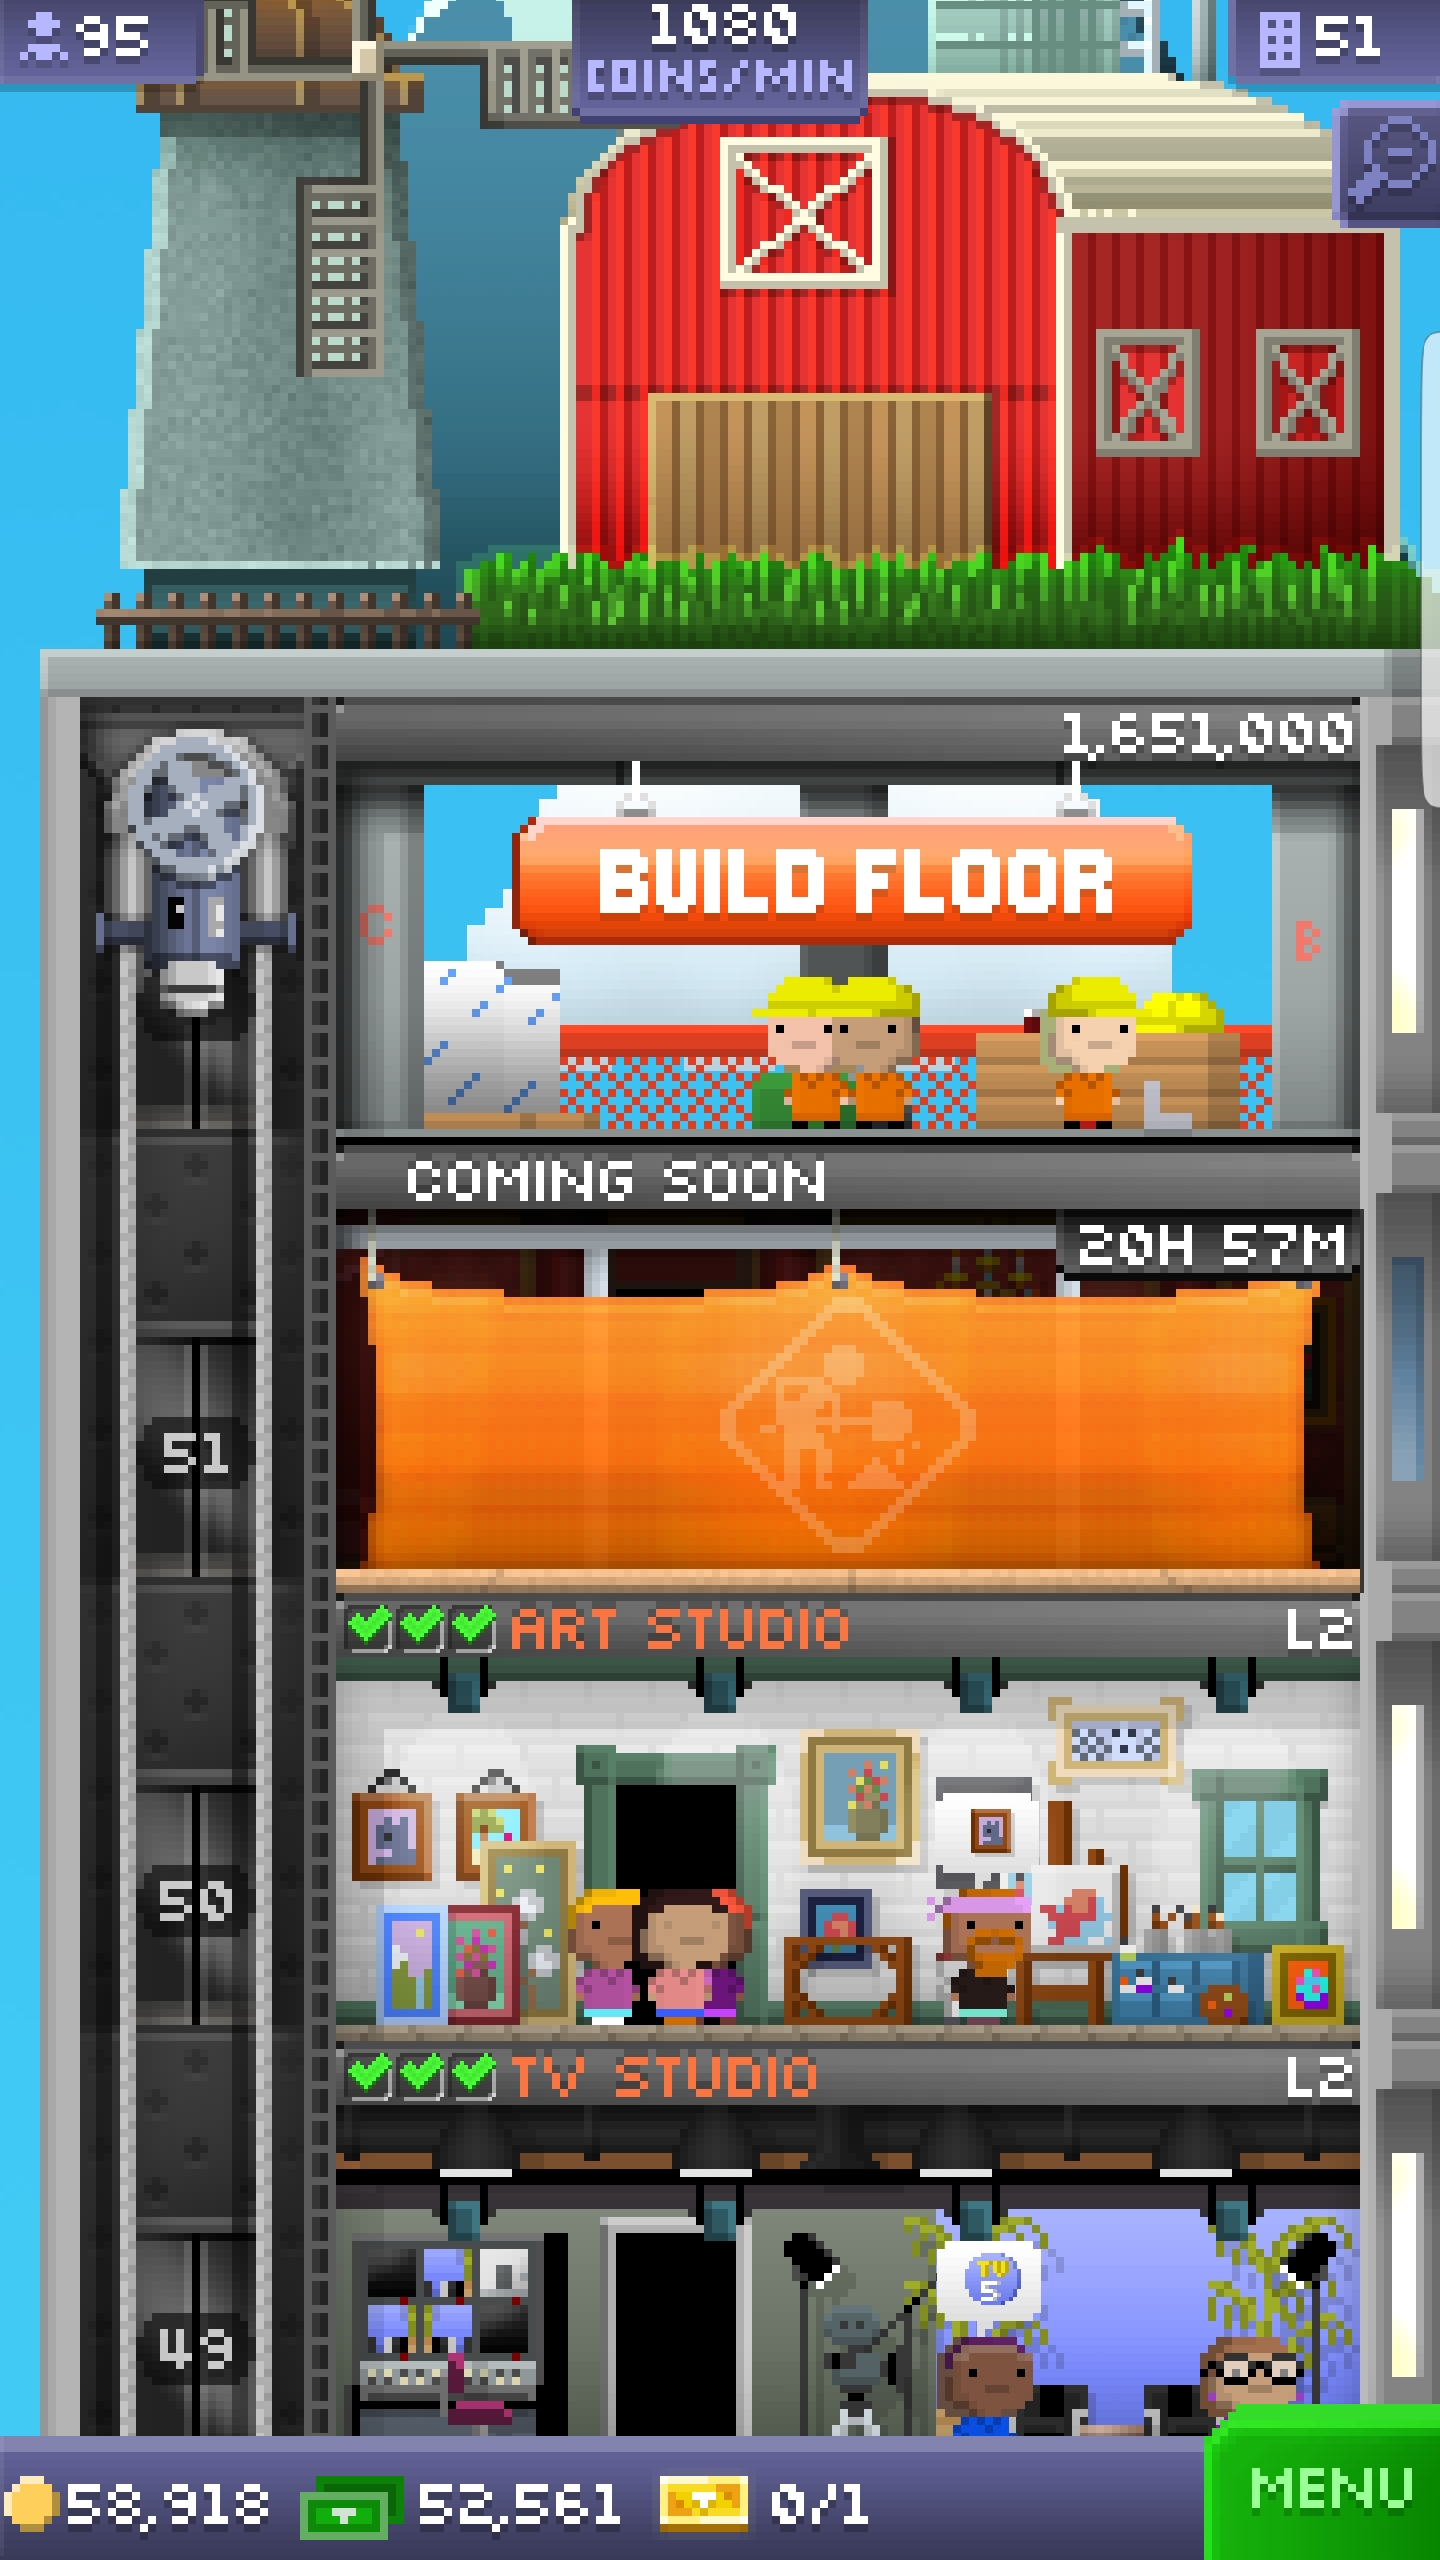 95
1080
COINS/MIN
51
1,651,000
BUILD FLOOR
C
B
COMING SOON
20H 57M
51
ART STUDIO
L2
50
TV STUDIO
L2
TV
5
49
58,918
52,561
0/1
MENU